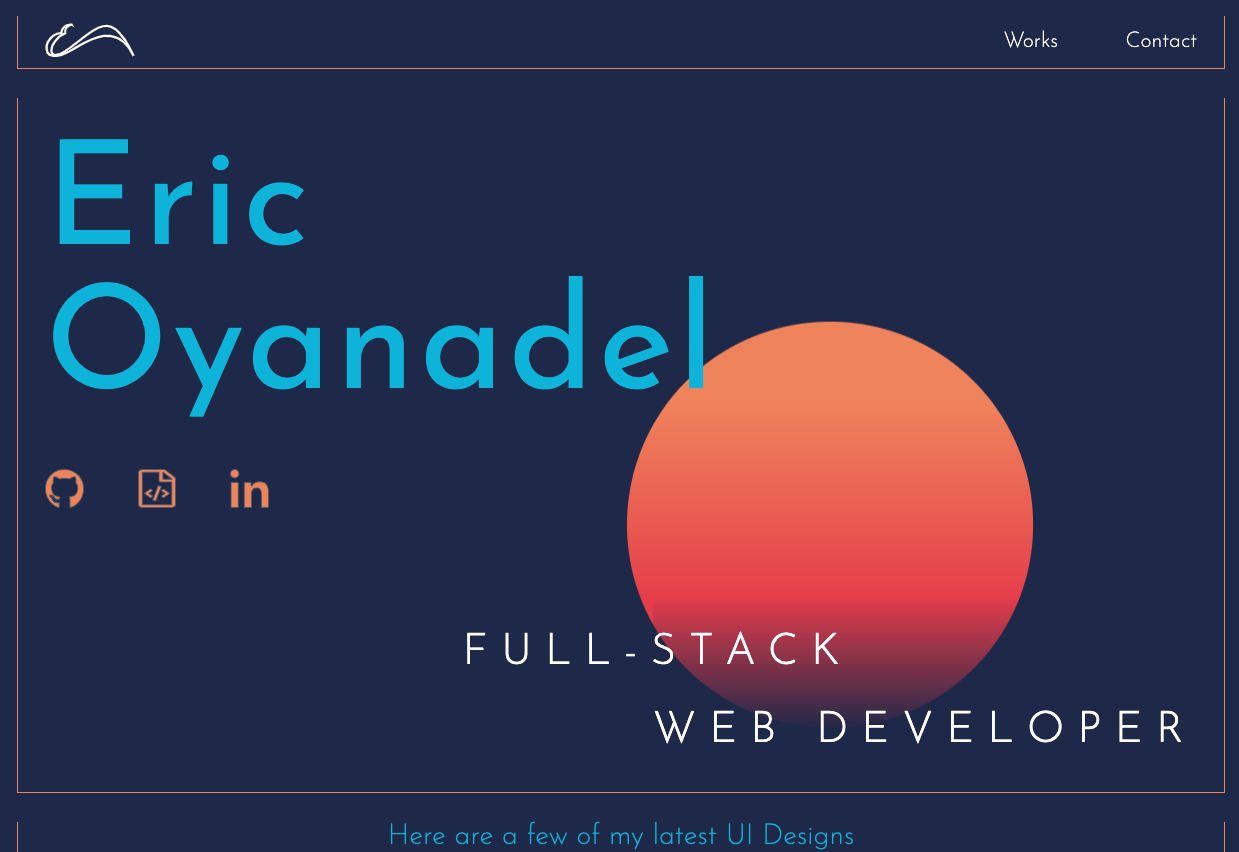 Works
Contact
Eric
Oyanadel
FULL-STACK
WEB DEVELOPER
Here are a few of my latest UI Designs